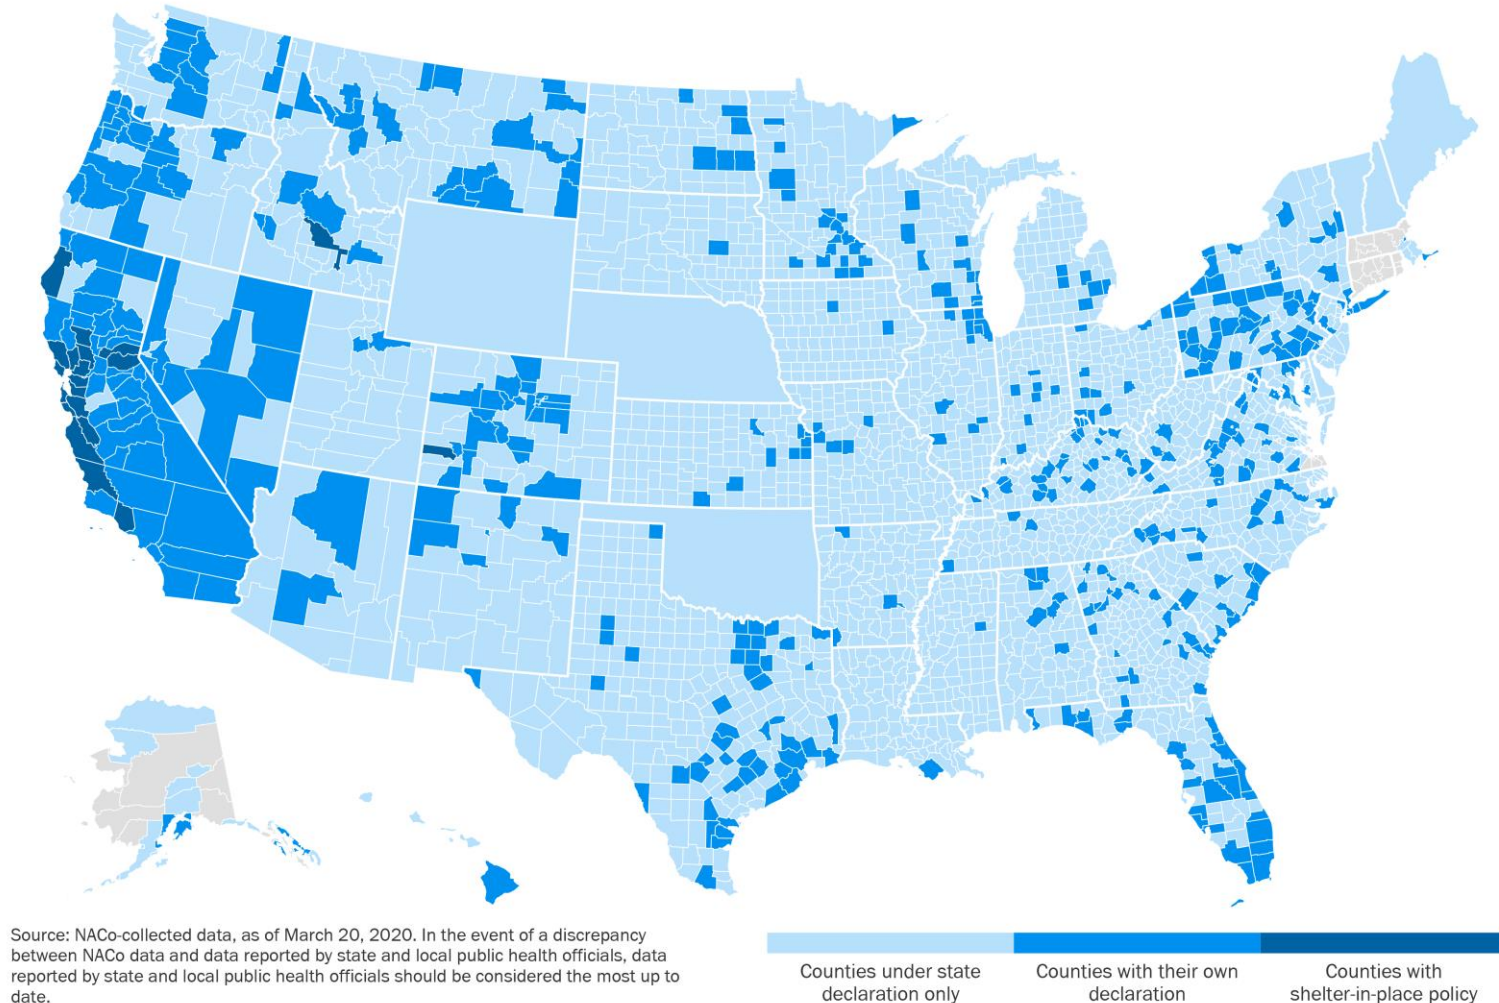 Source: NACo-collected data, as of March 20, 2020. In the event of a discrepancy
between NACo data and data reported by state and local public health officials, data
reported by state and local public health officials should be considered the most up to
date.
Counties under state
declaration only
Counties with their own
declaration
Counties with
shelter-in-place policy